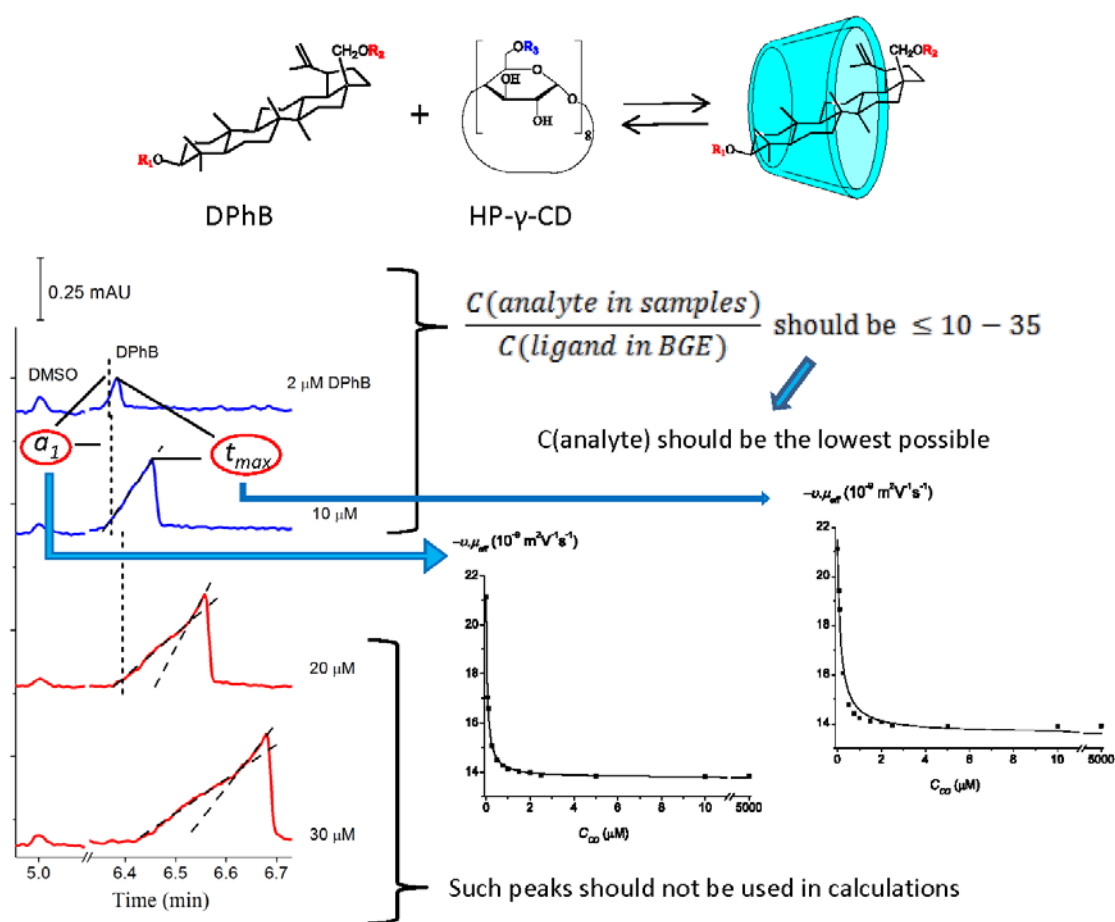 CH₂OR₂
OR₃
OH
OH
O
8
R₁O
CH₂OR₂
R₁O
DPhB
+
HP-γ-CD
0.25 mAU
C(analyte in samples)
C(ligand in BGE)
should be ≤ 10 − 35
DMSO
DPhB
2 μM DPhB
a₁
tmax
10 μM
C(analyte) should be the lowest possible
−υ,μeff (10⁻⁹ m²V⁻¹s⁻¹)
22
20
18
16
14
0 2 4 6 8 10 5000
C_CD (μM)
−υ,μeff (10⁻⁹ m²V⁻¹s⁻¹)
22
20
18
16
14
0 2 4 6 8 10 5000
C_CD (μM)
20 μM
30 μM
5.0 6.4 6.5 6.6 6.7
Time (min)
Such peaks should not be used in calculations